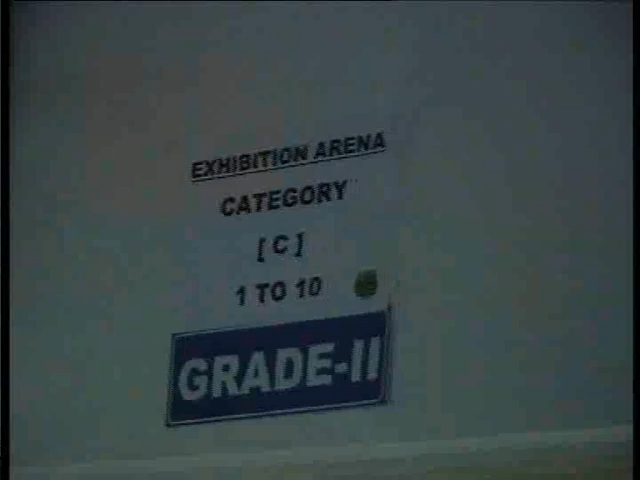 EXHIBITION ARENA
CATEGORY
[ C ]
1 TO 10
GRADE-II